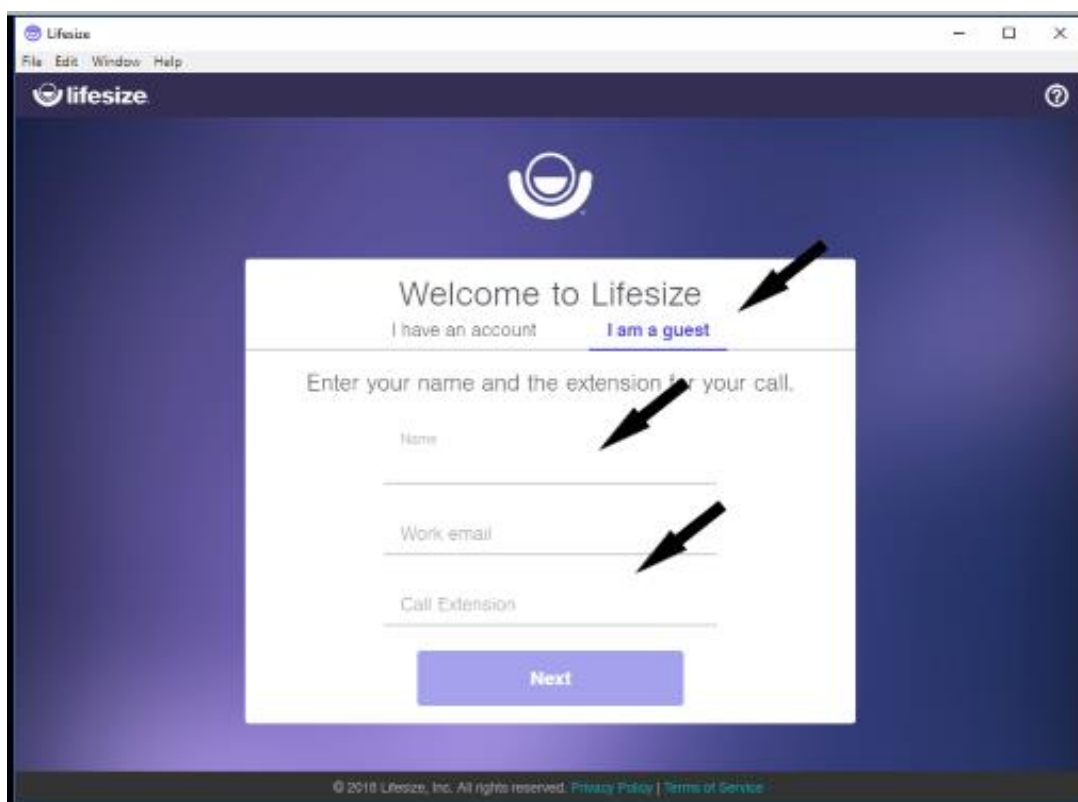 Lifesize
File Edit Window Help
lifesize
Welcome to Lifesize
I have an account I am a guest
Enter your name and the extension for your call.
Name
Work email
Call Extension
Next
© 2018 Lifesize, Inc. All rights reserved. Privacy Policy | Terms of Service